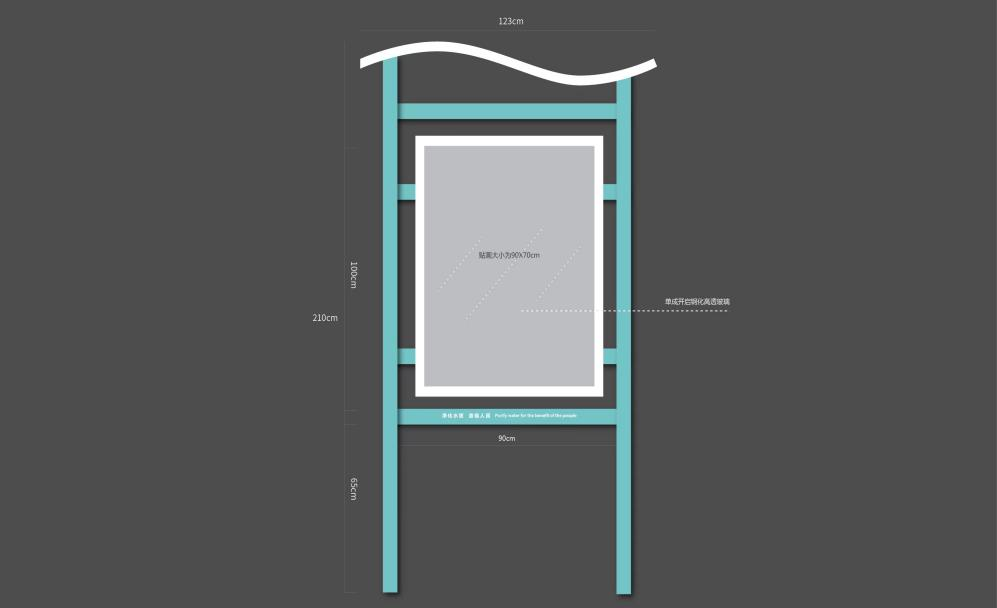 123cm
贴画大小为90X70cm
100cm
单成开启钢化高透玻璃
210cm
净化水质 造福人民 Purify water for the benefit of the people
90cm
65cm